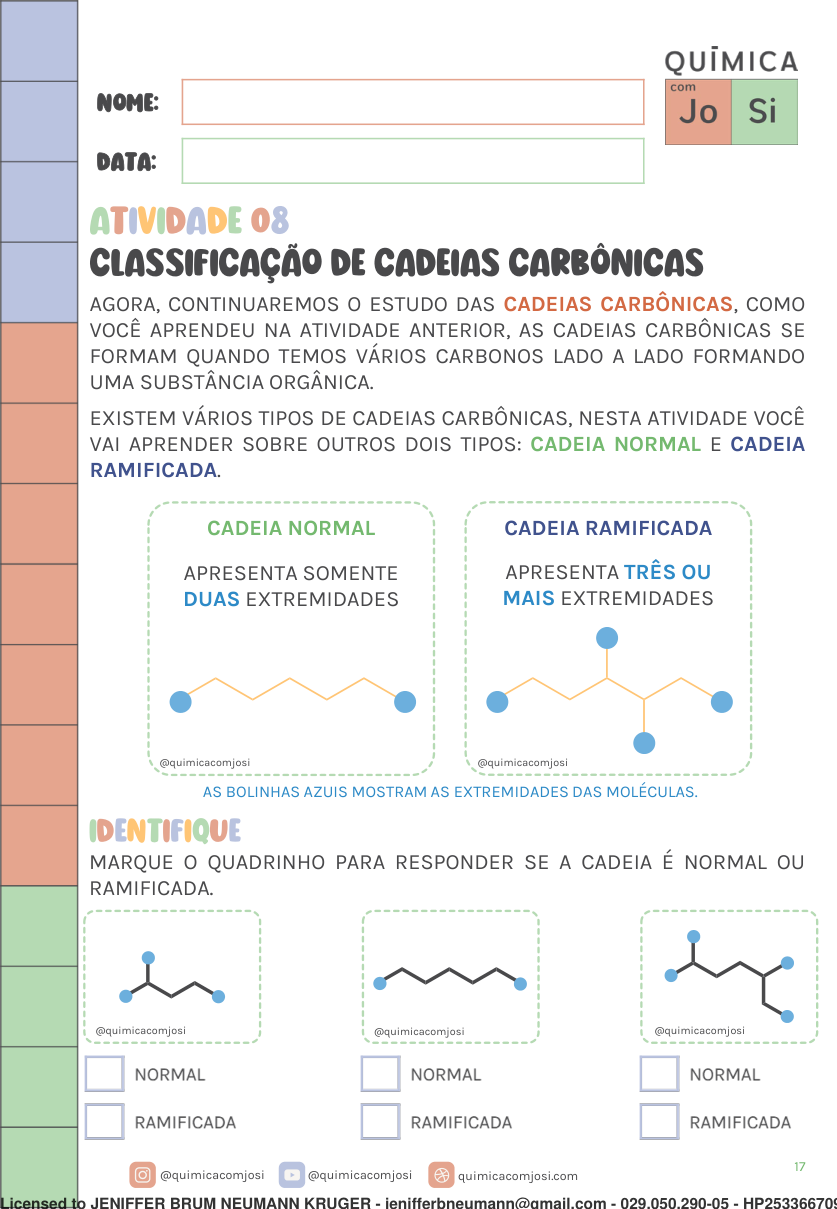 QUÍMICA
com
Jo Si
NOME:
DATA:
ATIVIDADE 08
CLASSIFICAÇÃO DE CADEIAS CARBÔNICAS
AGORA, CONTINUAREMOS O ESTUDO DAS CADEIAS CARBÔNICAS, COMO
VOCÊ APRENDEU NA ATIVIDADE ANTERIOR, AS CADEIAS CARBÔNICAS SE
FORMAM QUANDO TEMOS VÁRIOS CARBONOS LADO A LADO FORMANDO
UMA SUBSTÂNCIA ORGÂNICA.
EXISTEM VÁRIOS TIPOS DE CADEIAS CARBÔNICAS, NESTA ATIVIDADE VOCÊ
VAI APRENDER SOBRE OUTROS DOIS TIPOS: CADEIA NORMAL E CADEIA
RAMIFICADA.
CADEIA NORMAL
APRESENTA SOMENTE
DUAS EXTREMIDADES
@quimicacomjosi
CADEIA RAMIFICADA
APRESENTA TRÊS OU
MAIS EXTREMIDADES
@quimicacomjosi
AS BOLINHAS AZUIS MOSTRAM AS EXTREMIDADES DAS MOLÉCULAS.
IDENTIFIQUE
MARQUE O QUADRINHO PARA RESPONDER SE A CADEIA É NORMAL OU
RAMIFICADA.
@quimicacomjosi
NORMAL
RAMIFICADA
@quimicacomjosi
NORMAL
RAMIFICADA
@quimicacomjosi
NORMAL
RAMIFICADA
@quimicacomjosi @quimicacomjosi quimicacomjosi.com
17
Licensed to JENIFFER BRUM NEUMANN KRUGER - jenifferbneumann@gmail.com - 029.050.290-05 - HP253366709